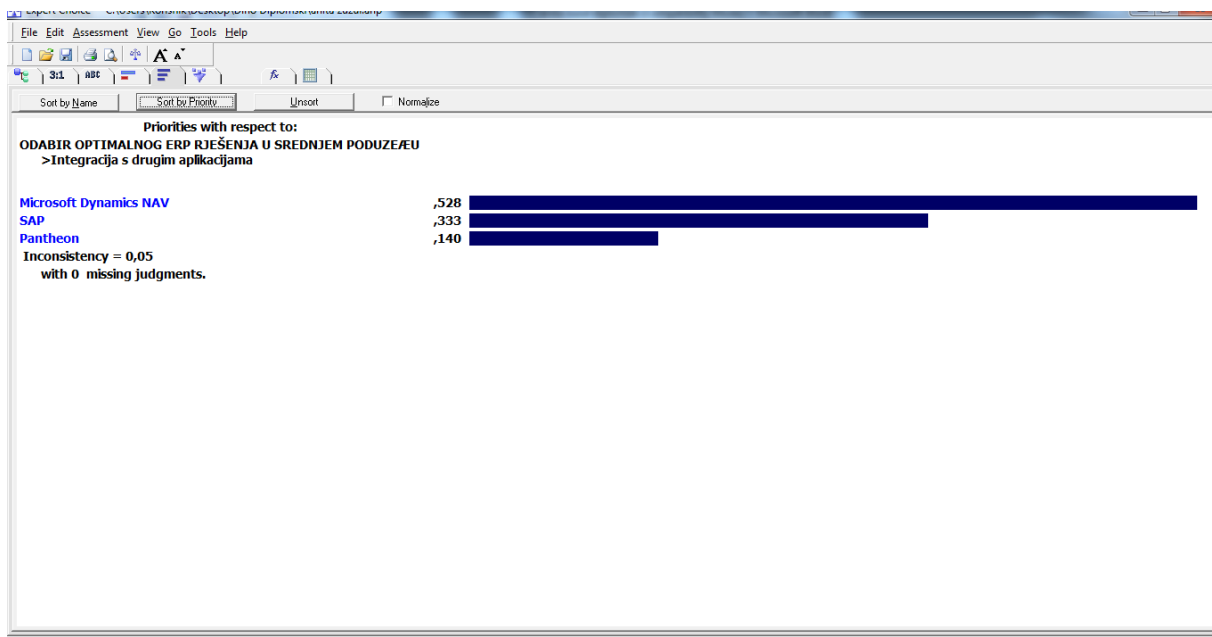 File Edit Assessment View Go Tools Help
3:1 ABC fx
Sort by Name Sort by Priority Unsort Normalize
Priorities with respect to:
ODABIR OPTIMALNOG ERP RJEŠENJA U SREDNJEM PODUZEÆU
>Integracija s drugim aplikacijama
Microsoft Dynamics NAV ,528
SAP ,333
Pantheon ,140
Inconsistency = 0,05
with 0 missing judgments.